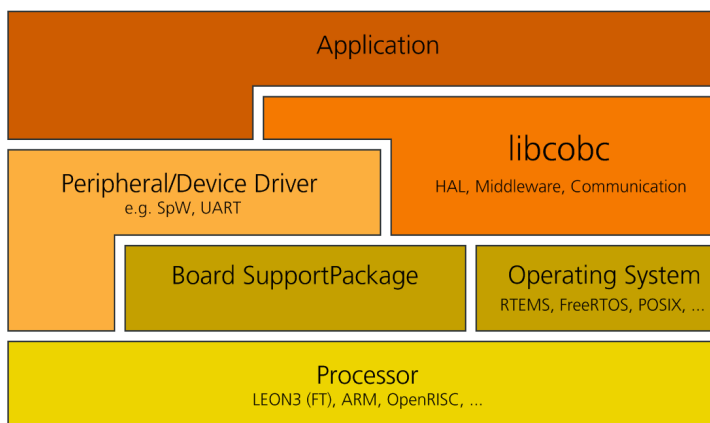 Application
libcobc
HAL, Middleware, Communication
Peripheral/Device Driver
e.g. SpW, UART
Board SupportPackage
Operating System
RTEMS, FreeRTOS, POSIX, ...
Processor
LEON3 (FT), ARM, OpenRISC, ...